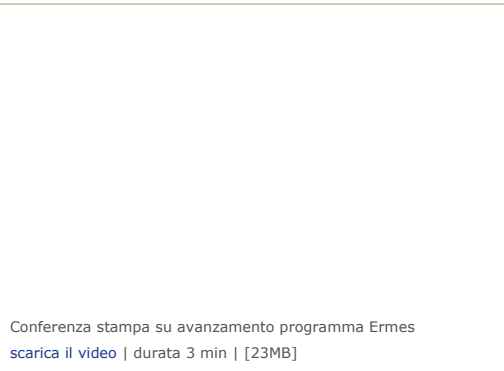 Conferenza stampa su avanzamento programma Ermes
scarica il video | durata 3 min | [23MB]